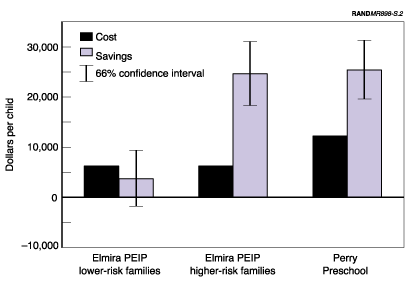 RANDMR898-S.2
Cost
Savings
66% confidence interval
Dollars per child
30,000
20,000
10,000
0
–10,000
Elmira PEIP
lower-risk families
Elmira PEIP
higher-risk families
Perry
Preschool